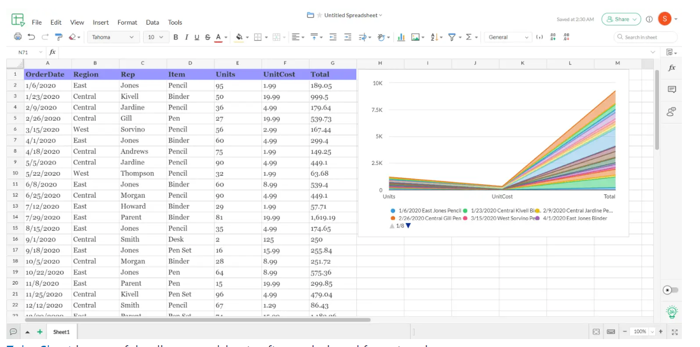 Untitled Spreadsheet
File Edit View Insert Format Data Tools
Saved at 2:30 AM
Share
S
Tahoma 10 B I U S A General Search in sheet
N71 fx
A B C D E F G H I J K L M
1 OrderDate Region Rep Item Units UnitCost Total
2 1/6/2020 East Jones Pencil 95 1.99 189.05
3 1/23/2020 Central Kivell Binder 50 19.99 999.5
4 2/9/2020 Central Jardine Pencil 36 4.99 179.64
5 2/26/2020 Central Gill Pen 27 19.99 539.73
6 3/15/2020 West Sorvino Pencil 56 2.99 167.44
7 4/1/2020 East Jones Binder 60 4.99 299.4
8 4/18/2020 Central Andrews Pencil 75 1.99 149.25
9 5/5/2020 Central Jardine Pencil 90 4.99 449.1
10 5/22/2020 West Thompson Pencil 32 1.99 63.68
11 6/8/2020 East Jones Binder 60 8.99 539.4
12 6/25/2020 Central Morgan Pencil 90 4.99 449.1
13 7/12/2020 East Howard Binder 29 1.99 57.71
14 7/29/2020 East Parent Binder 81 19.99 1,619.19
15 8/15/2020 East Jones Pencil 35 4.99 174.65
16 9/1/2020 Central Smith Desk 2 125 250
17 9/18/2020 East Jones Pen Set 16 15.99 255.84
18 10/5/2020 Central Morgan Binder 28 8.99 251.72
19 10/22/2020 East Jones Pen 64 8.99 575.36
20 11/8/2020 East Parent Pen 15 19.99 299.85
21 11/25/2020 Central Kivell Pen Set 96 4.99 479.04
22 12/12/2020 Central Smith Pencil 67 1.29 86.43
10K
7.5K
5K
2.5K
0
Units UnitCost Total
1/6/2020 East Jones Pencil 1/23/2020 Central Kivell Bi 2/9/2020 Central Jardine Pe...
2/26/2020 Central Gill Pen 3/15/2020 West Sorvino Pe 4/1/2020 East Jones Binder
1/8
Sheet1
100%